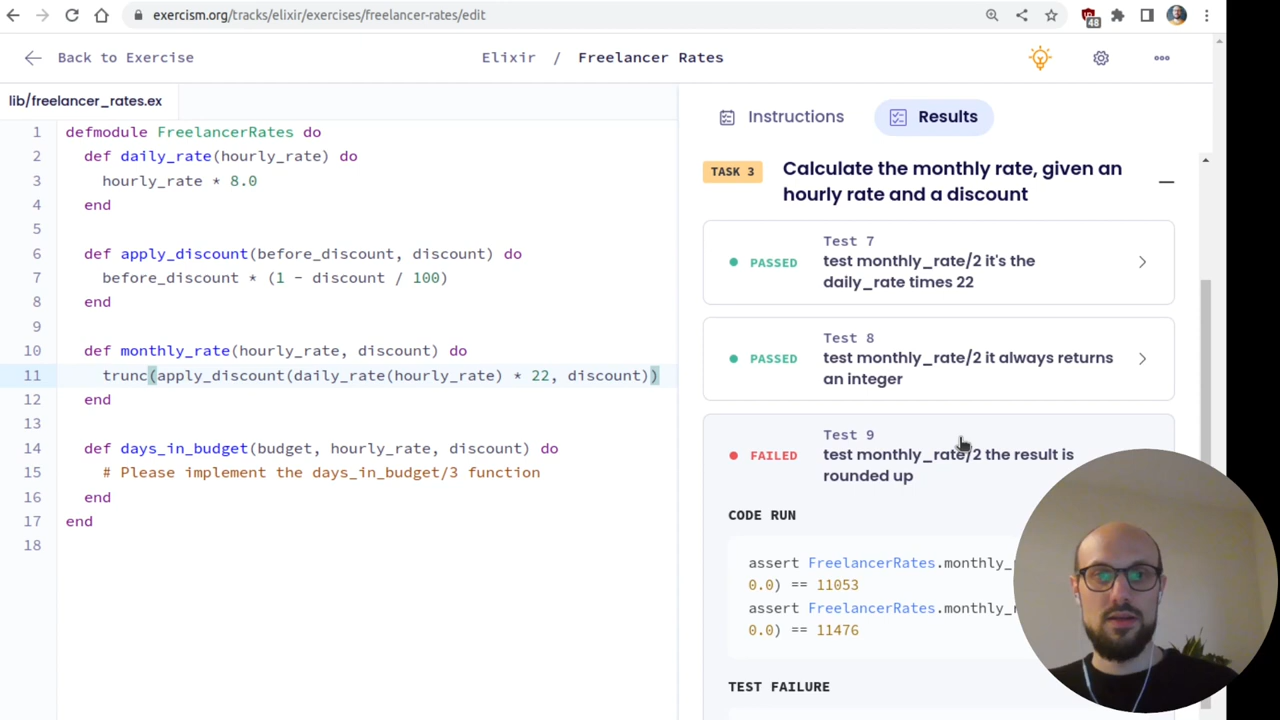 exercism.org/tracks/elixir/exercises/freelancer-rates/edit
48
Back to Exercise
Elixir / Freelancer Rates
lib/freelancer_rates.ex
1 defmodule FreelancerRates do
2 def daily_rate(hourly_rate) do
3 hourly_rate * 8.0
4 end
5
6 def apply_discount(before_discount, discount) do
7 before_discount * (1 - discount / 100)
8 end
9
10 def monthly_rate(hourly_rate, discount) do
11 trunc(apply_discount(daily_rate(hourly_rate) * 22, discount))
12 end
13
14 def days_in_budget(budget, hourly_rate, discount) do
15 # Please implement the days_in_budget/3 function
16 end
17 end
18
Instructions
Results
TASK 3
Calculate the monthly rate, given an
hourly rate and a discount
Test 7
PASSED
test monthly_rate/2 it's the
daily_rate times 22
Test 8
PASSED
test monthly_rate/2 it always returns
an integer
Test 9
FAILED
test monthly_rate/2 the result is
rounded up
CODE RUN
assert FreelancerRates.monthly_
0.0) == 11053
assert FreelancerRates.monthly_
0.0) == 11476
TEST FAILURE